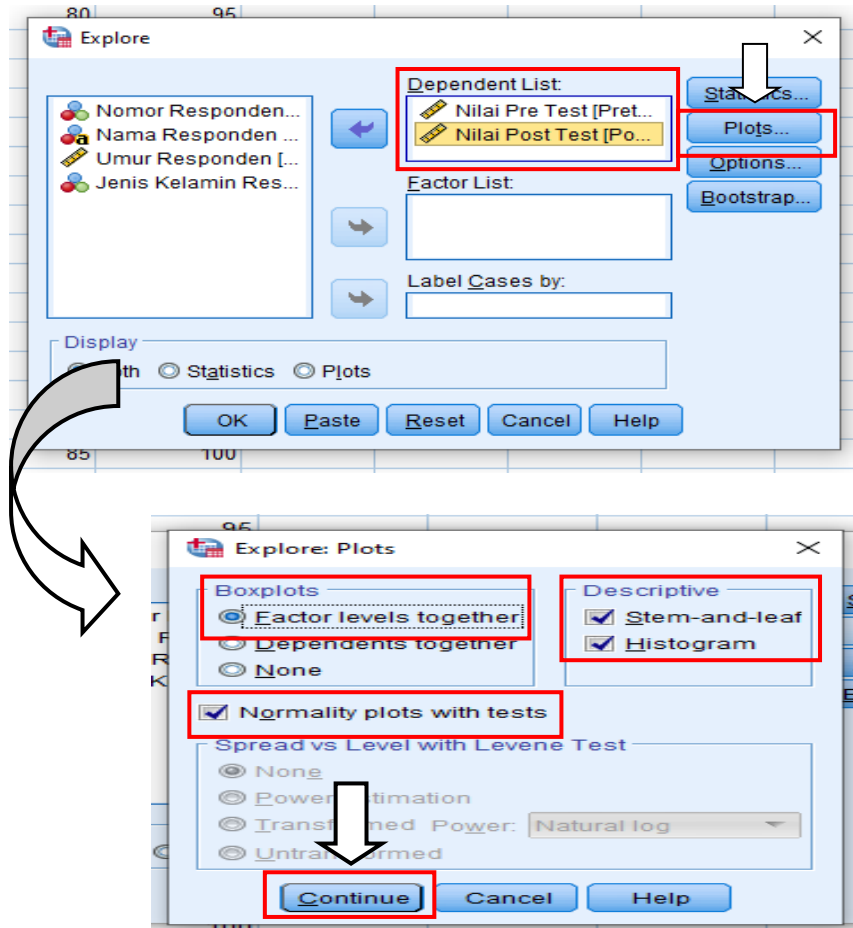 80 95
Explore
Dependent List:
Nomor Responden...
Nama Responden ...
Umur Responden [...
Jenis Kelamin Res...
Nilai Pre Test [Pret...
Nilai Post Test [Po...
Plots...
Options...
Bootstrap...
Factor List:
Label Cases by:
Display
Statistics
Plots
OK Paste Reset Cancel Help
85 100
95
Explore: Plots
Boxplots
Factor levels together
Dependents together
None
Descriptive
Stem-and-leaf
Histogram
Normality plots with tests
Spread vs Level with Levene Test
None
Power
Power: Natural log
Continue Cancel Help